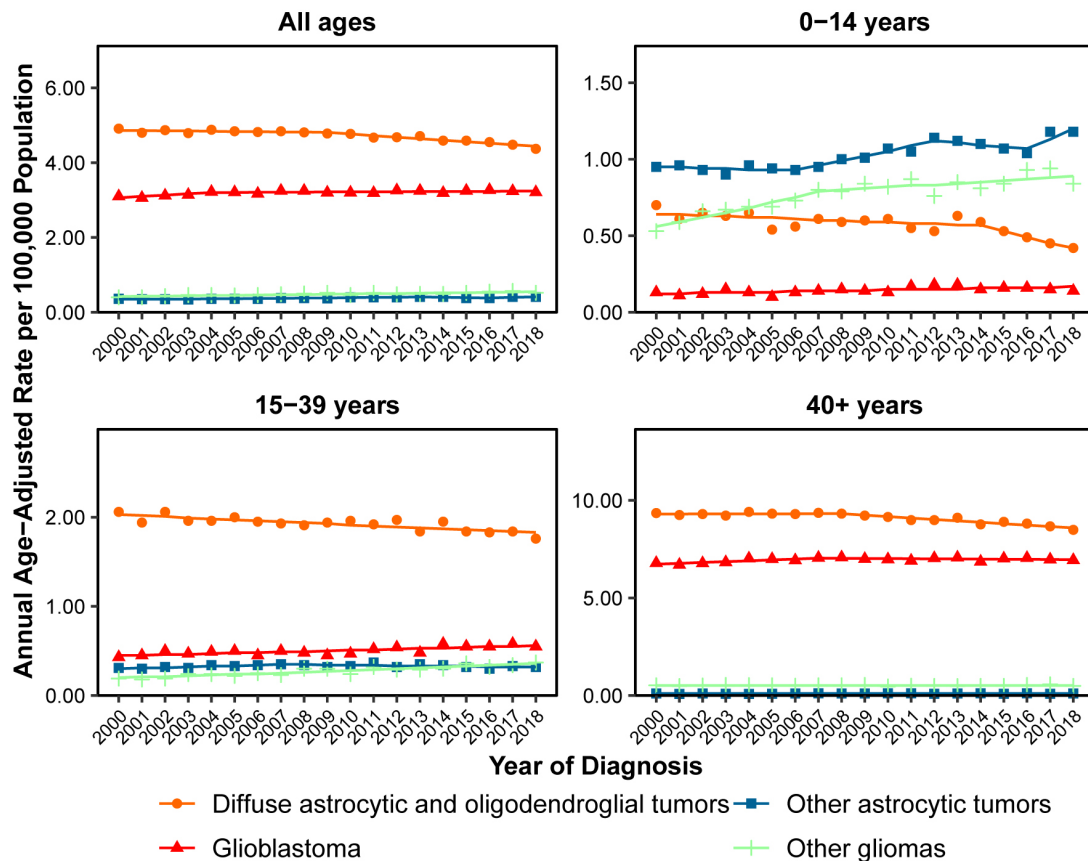 All ages
0−14 years
Annual Age−Adjusted Rate per 100,000 Population
6.00
4.00
2.00
0.00
2000 2001 2002 2003 2004 2005 2006 2007 2008 2009 2010 2011 2012 2013 2014 2015 2016 2017 2018
1.50
1.00
0.50
0.00
2000 2001 2002 2003 2004 2005 2006 2007 2008 2009 2010 2011 2012 2013 2014 2015 2016 2017 2018
15−39 years
40+ years
2.00
1.00
0.00
2000 2001 2002 2003 2004 2005 2006 2007 2008 2009 2010 2011 2012 2013 2014 2015 2016 2017 2018
10.00
5.00
0.00
2000 2001 2002 2003 2004 2005 2006 2007 2008 2009 2010 2011 2012 2013 2014 2015 2016 2017 2018
Year of Diagnosis
Diffuse astrocytic and oligodendroglial tumors
Other astrocytic tumors
Glioblastoma
Other gliomas